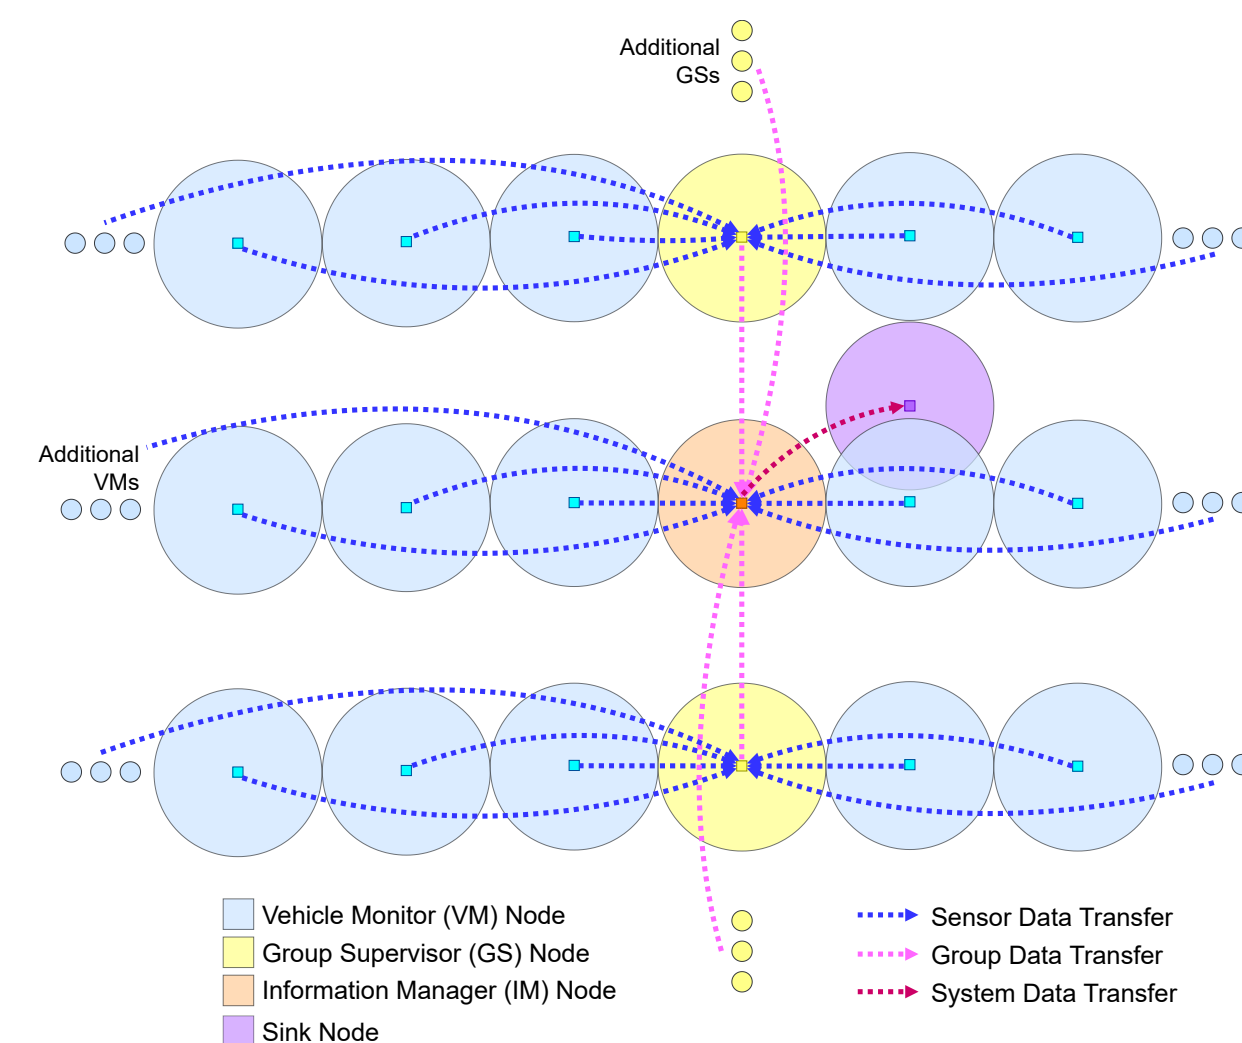 Additional
GSs
Additional
VMs
Vehicle Monitor (VM) Node
Group Supervisor (GS) Node
Information Manager (IM) Node
Sink Node
Sensor Data Transfer
Group Data Transfer
System Data Transfer